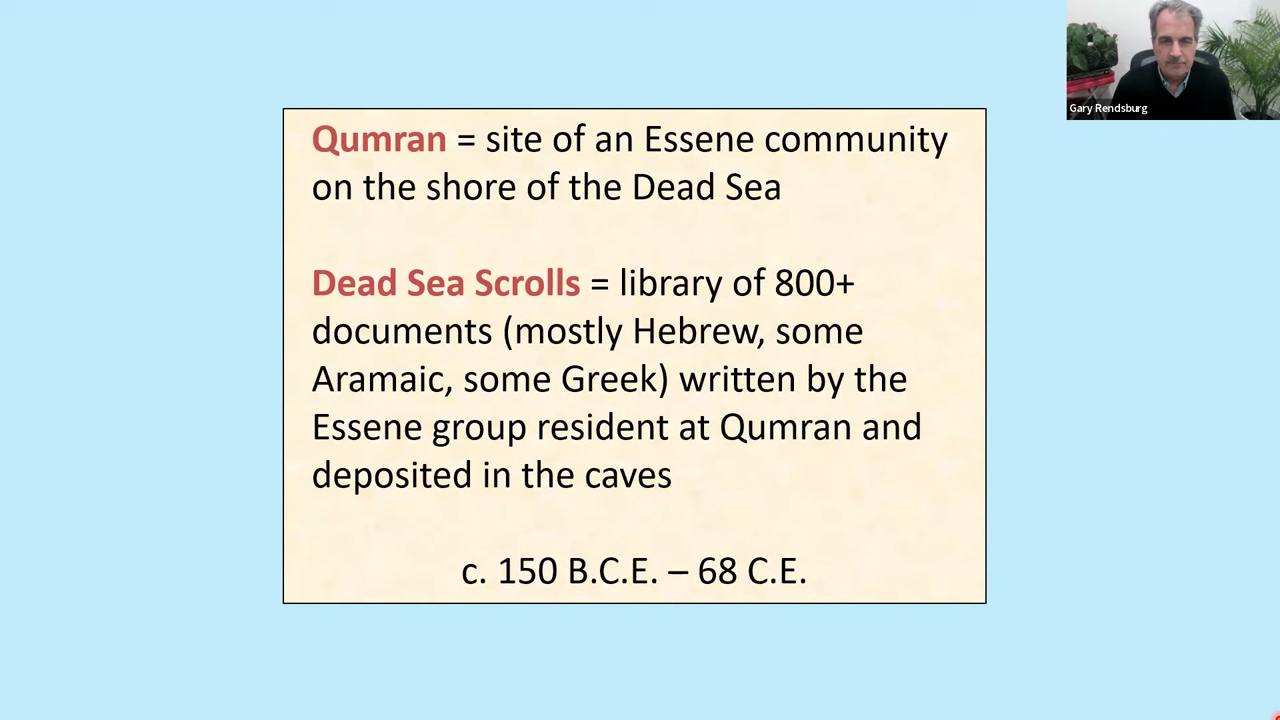 Gary Rendsburg
Qumran = site of an Essene community
on the shore of the Dead Sea
Dead Sea Scrolls = library of 800+
documents (mostly Hebrew, some
Aramaic, some Greek) written by the
Essene group resident at Qumran and
deposited in the caves
c. 150 B.C.E. – 68 C.E.